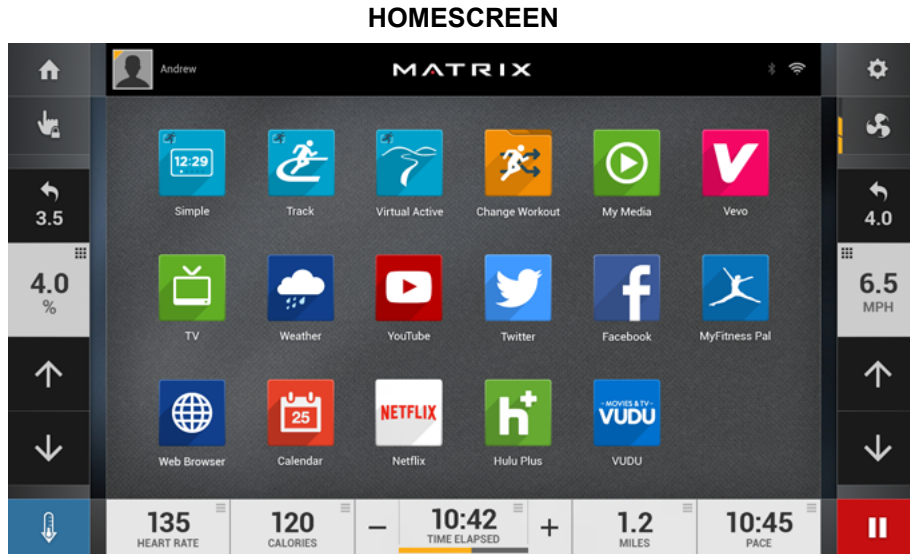 HOMESCREEN
Andrew
MATRIX
3.5
4.0
%
12:29
Simple
Track
Virtual Active
Change Workout
My Media
V
Vevo
TV
Weather
YouTube
Twitter
f
Facebook
MyFitness Pal
Web Browser
25
Calendar
NETFLIX
Netflix
h+
Hulu Plus
- MOVIES & TV -
VUDU
VUDU
4.0
6.5
MPH
135
HEART RATE
120
CALORIES
− 10:42 +
TIME ELAPSED
1.2
MILES
10:45
PACE